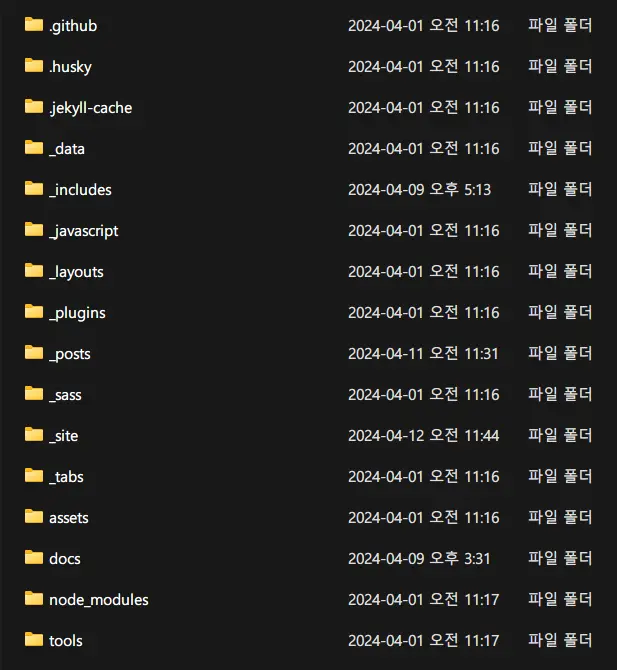 .github 2024-04-01 오전 11:16 파일 폴더
.husky 2024-04-01 오전 11:16 파일 폴더
.jekyll-cache 2024-04-01 오전 11:16 파일 폴더
_data 2024-04-01 오전 11:16 파일 폴더
_includes 2024-04-09 오후 5:13 파일 폴더
_javascript 2024-04-01 오전 11:16 파일 폴더
_layouts 2024-04-01 오전 11:16 파일 폴더
_plugins 2024-04-01 오전 11:16 파일 폴더
_posts 2024-04-11 오전 11:31 파일 폴더
_sass 2024-04-01 오전 11:16 파일 폴더
_site 2024-04-12 오전 11:44 파일 폴더
_tabs 2024-04-01 오전 11:16 파일 폴더
assets 2024-04-01 오전 11:16 파일 폴더
docs 2024-04-09 오후 3:31 파일 폴더
node_modules 2024-04-01 오전 11:17 파일 폴더
tools 2024-04-01 오전 11:17 파일 폴더